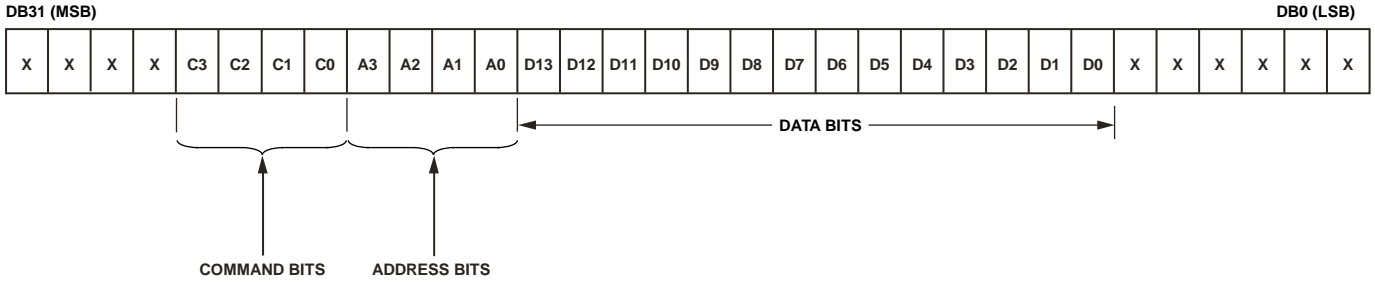 DB31 (MSB) DB0 (LSB)
X X X X C3 C2 C1 C0 A3 A2 A1 A0 D13 D12 D11 D10 D9 D8 D7 D6 D5 D4 D3 D2 D1 D0 X X X X X X
DATA BITS
COMMAND BITS ADDRESS BITS